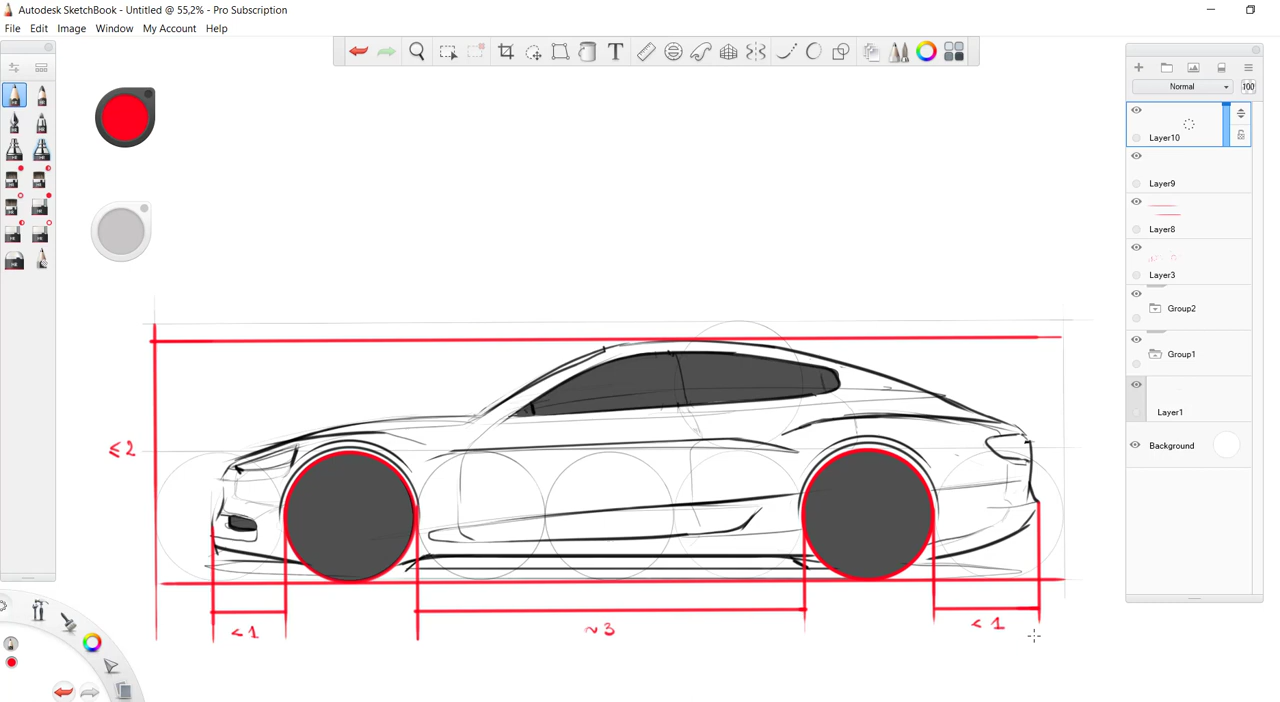 Autodesk SketchBook - Untitled @ 55,2% - Pro Subscription
File Edit Image Window My Account Help
T
Normal
100
Layer10
Layer9
Layer8
Layer3
Group2
Group1
Layer1
Background
≤2
<1
~3
<1